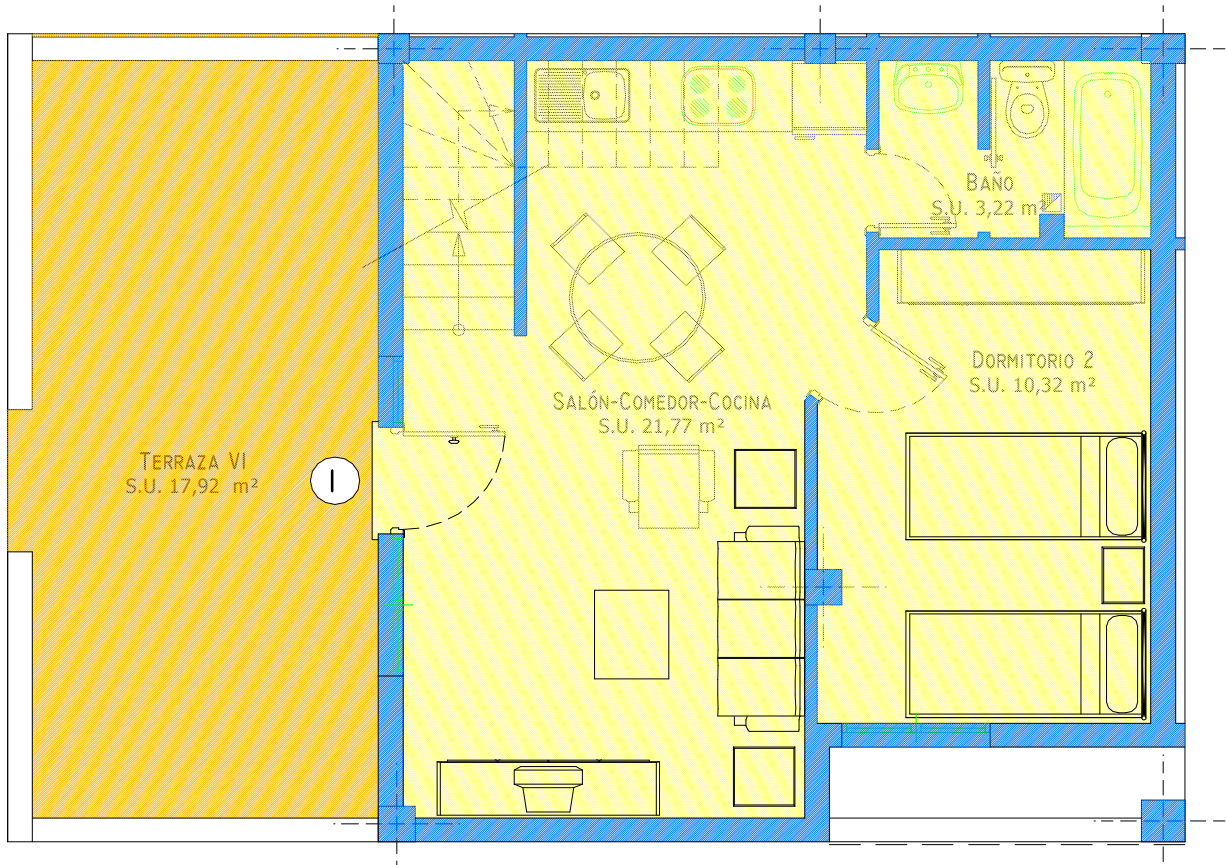 BAÑO
S.U. 3,22 m²
DORMITORIO 2
S.U. 10,32 m²
SALÓN-COMEDOR-COCINA
S.U. 21,77 m²
TERRAZA VI
S.U. 17,92 m²
I